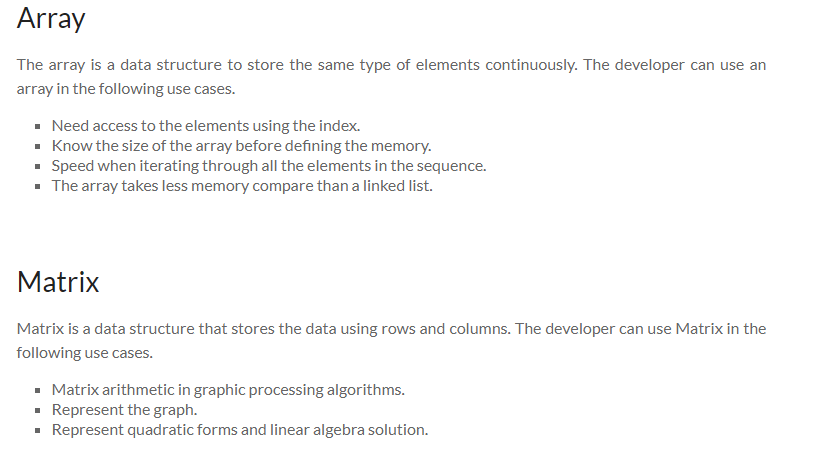 Array
The array is a data structure to store the same type of elements continuously. The developer can use an
array in the following use cases.
▪ Need access to the elements using the index.
▪ Know the size of the array before defining the memory.
▪ Speed when iterating through all the elements in the sequence.
▪ The array takes less memory compare than a linked list.
Matrix
Matrix is a data structure that stores the data using rows and columns. The developer can use Matrix in the
following use cases.
▪ Matrix arithmetic in graphic processing algorithms.
▪ Represent the graph.
▪ Represent quadratic forms and linear algebra solution.